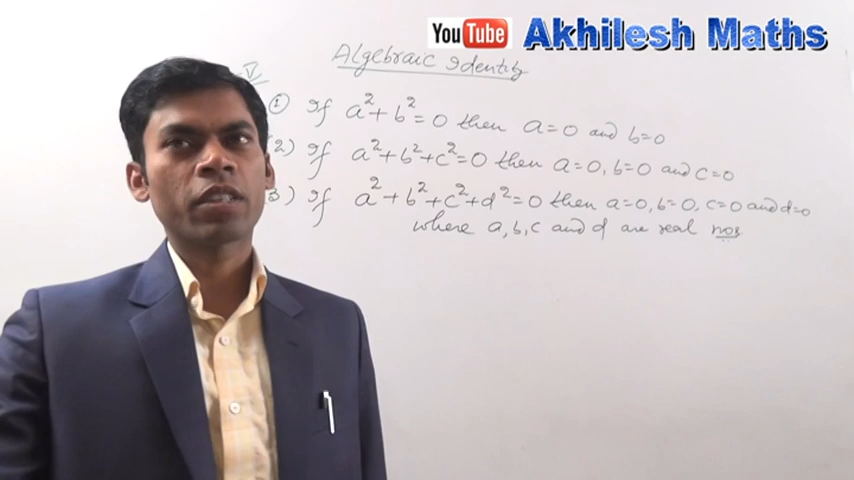 YouTube Akhilesh Maths
Algebraic Identity
V
① If a²+b²=0 then a=0 and b=0
2) If a²+b²+c²=0 then a=0, b=0 and c=0
3) If a²+b²+c²+d²=0 then a=0, b=0, c=0 and d=0
where a, b, c and d are real nos